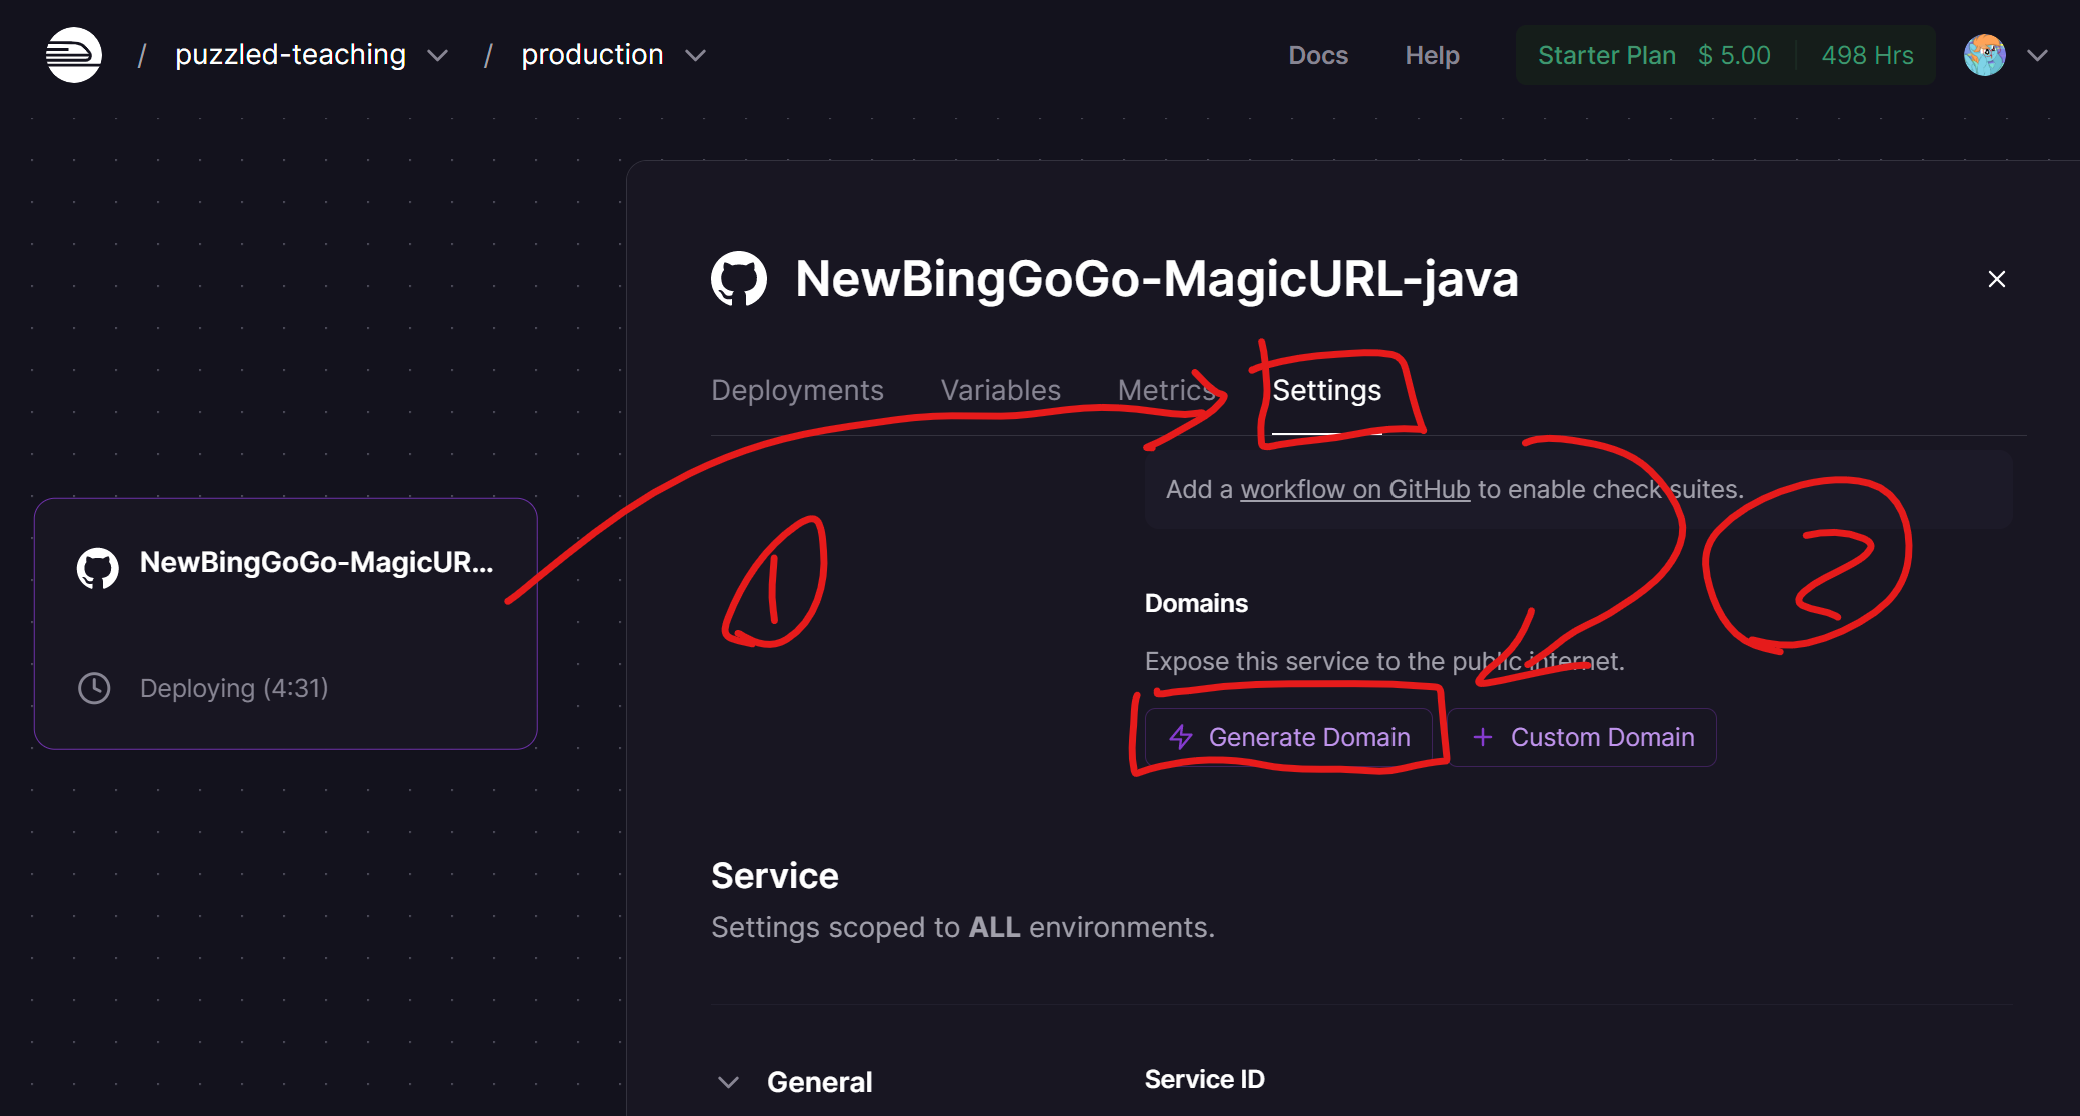 / puzzled-teaching / production Docs Help Starter Plan $ 5.00 498 Hrs
NewBingGoGo-MagicURL-java
Deployments Variables Metrics Settings
Add a workflow on GitHub to enable check suites.
NewBingGoGo-MagicUR...
Deploying (4:31)
1
2
Domains
Expose this service to the public internet.
Generate Domain + Custom Domain
Service
Settings scoped to ALL environments.
General
Service ID